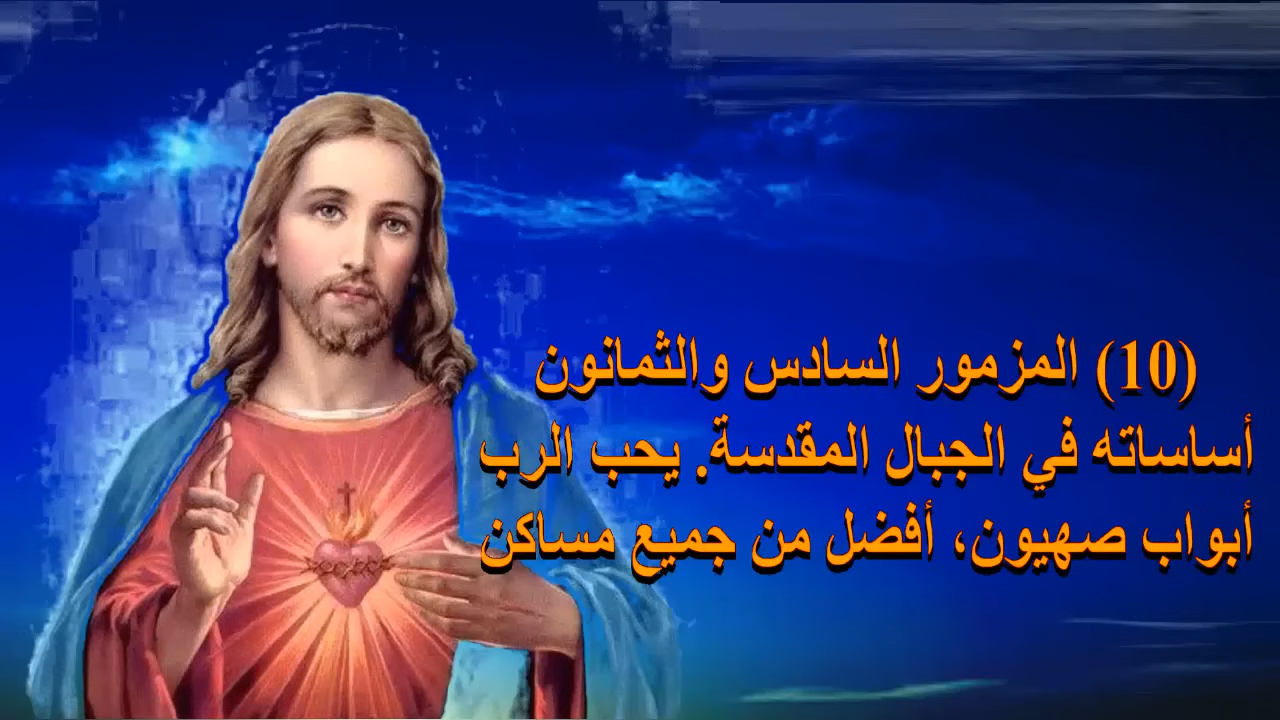 (10) المزمور السادس والثمانون
أساساته في الجبال المقدسة. يحب الرب
أبواب صهيون، أفضل من جميع مساكن